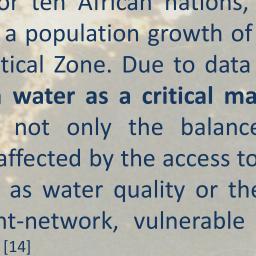 or ten African nations,
a population growth of
tical Zone. Due to data
water as a critical ma
not only the balance
affected by the access to
as water quality or the
nt-network, vulnerable
[14]